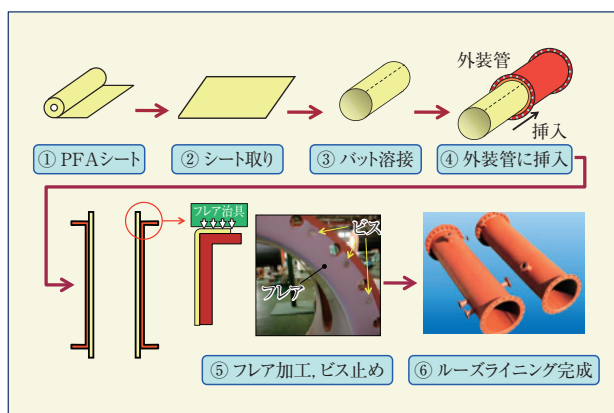 外装管
挿入
① PFAシート
② シート取り
③ バット溶接
④ 外装管に挿入
フレア治具
ビス
フレア
⑤ フレア加工，ビス止め
⑥ ルーズライニング完成